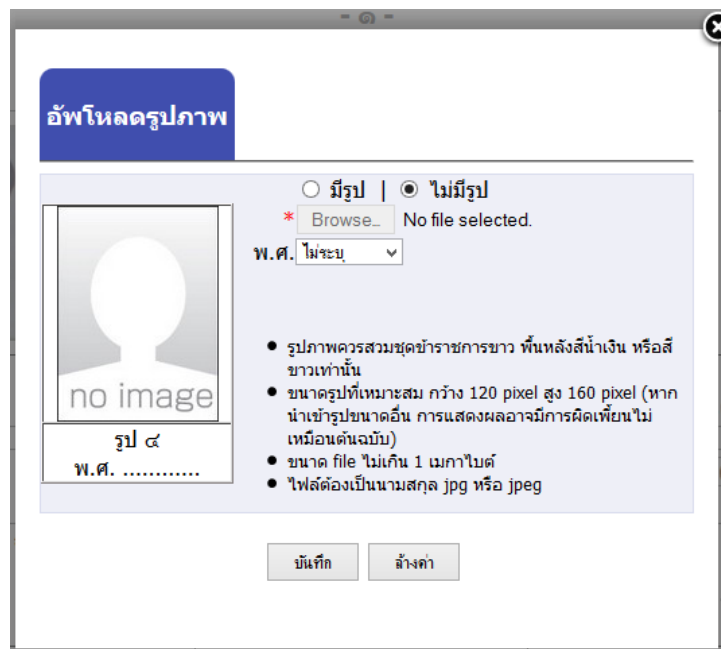 - ๑ -
อัพโหลดรูปภาพ
มีรูป | ไม่มีรูป
* Browse_ No file selected.
พ.ศ. ไม่ระบุ
no image
รูป ๔
พ.ศ. ............
รูปภาพควรสวมชุดข้าราชการขาว พื้นหลังสีน้ำเงิน หรือสี
ขาวเท่านั้น
ขนาดรูปที่เหมาะสม กว้าง 120 pixel สูง 160 pixel (หาก
นำเข้ารูปขนาดอื่น การแสดงผลอาจมีการผิดเพี้ยนไม่
เหมือนต้นฉบับ)
ขนาด file ไม่เกิน 1 เมกาไบต์
ไฟล์ต้องเป็นนามสกุล jpg หรือ jpeg
บันทึก ล้างค่า